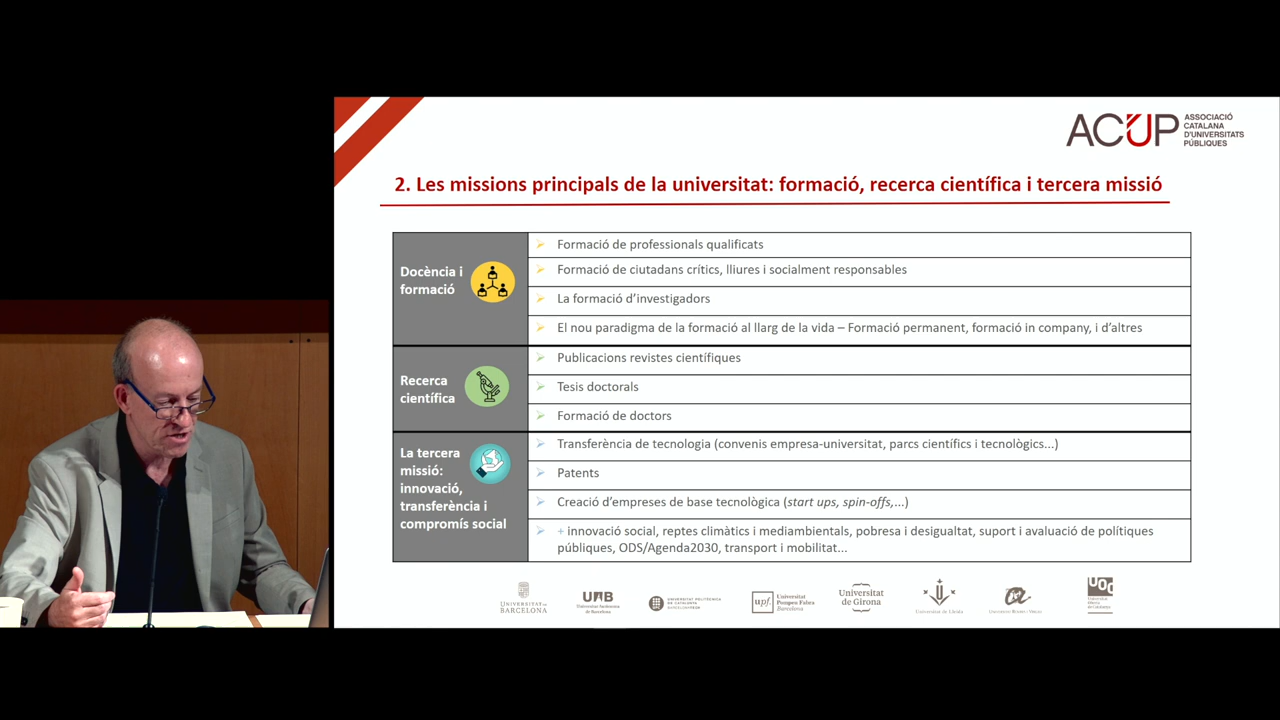 ACUP
ASSOCIACIÓ
CATALANA
D'UNIVERSITATS
PÚBLIQUES
2. Les missions principals de la universitat: formació, recerca científica i tercera missió
Docència i
formació
Formació de professionals qualificats
Formació de ciutadans crítics, lliures i socialment responsables
La formació d'investigadors
El nou paradigma de la formació al llarg de la vida – Formació permanent, formació in company, i d'altres
Recerca
científica
Publicacions revistes científiques
Tesis doctorals
Formació de doctors
La tercera
missió:
innovació,
transferència i
compromís social
Transferència de tecnologia (convenis empresa-universitat, parcs científics i tecnològics...)
Patents
Creació d'empreses de base tecnològica (start ups, spin-offs,...)
+ innovació social, reptes climàtics i mediambientals, pobresa i desigualtat, suport i avaluació de polítiques
públiques, ODS/Agenda2030, transport i mobilitat...
UNIVERSITAT DE
BARCELONA
UAB
Universitat Autònoma
de Barcelona
upf.
Universitat
Pompeu Fabra
Barcelona
Universitat
de Girona
Universitat de Lleida
UOC